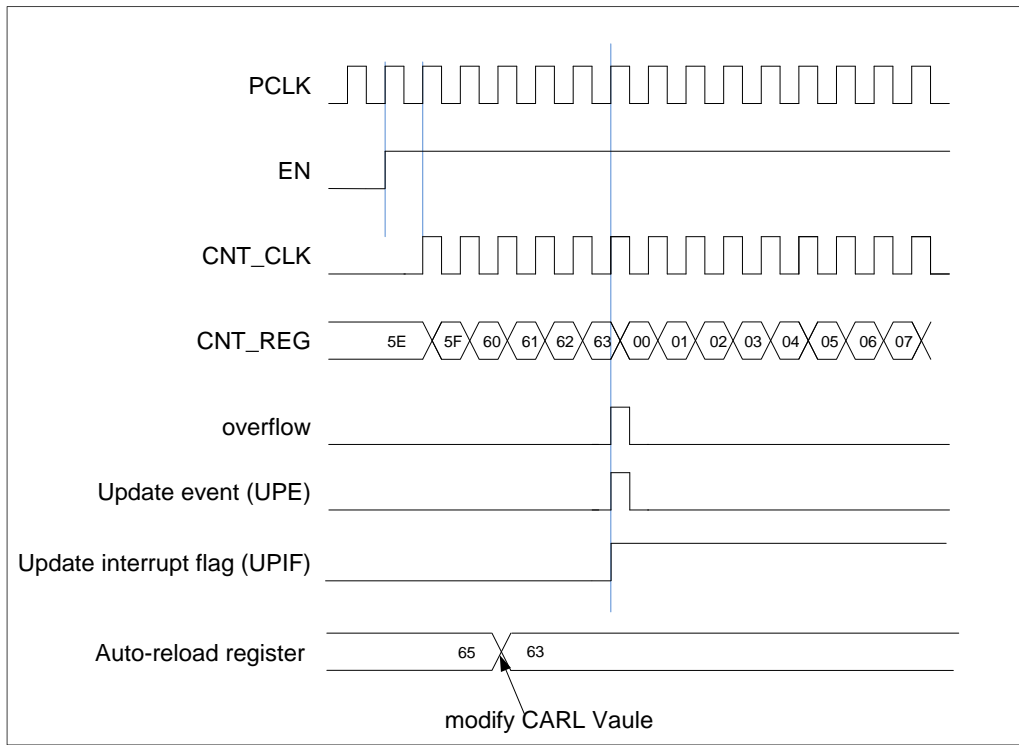 PCLK
EN
CNT_CLK
CNT_REG 5E 5F 60 61 62 63 00 01 02 03 04 05 06 07
overflow
Update event (UPE)
Update interrupt flag (UPIF)
Auto-reload register 65 63
modify CARL Vaule